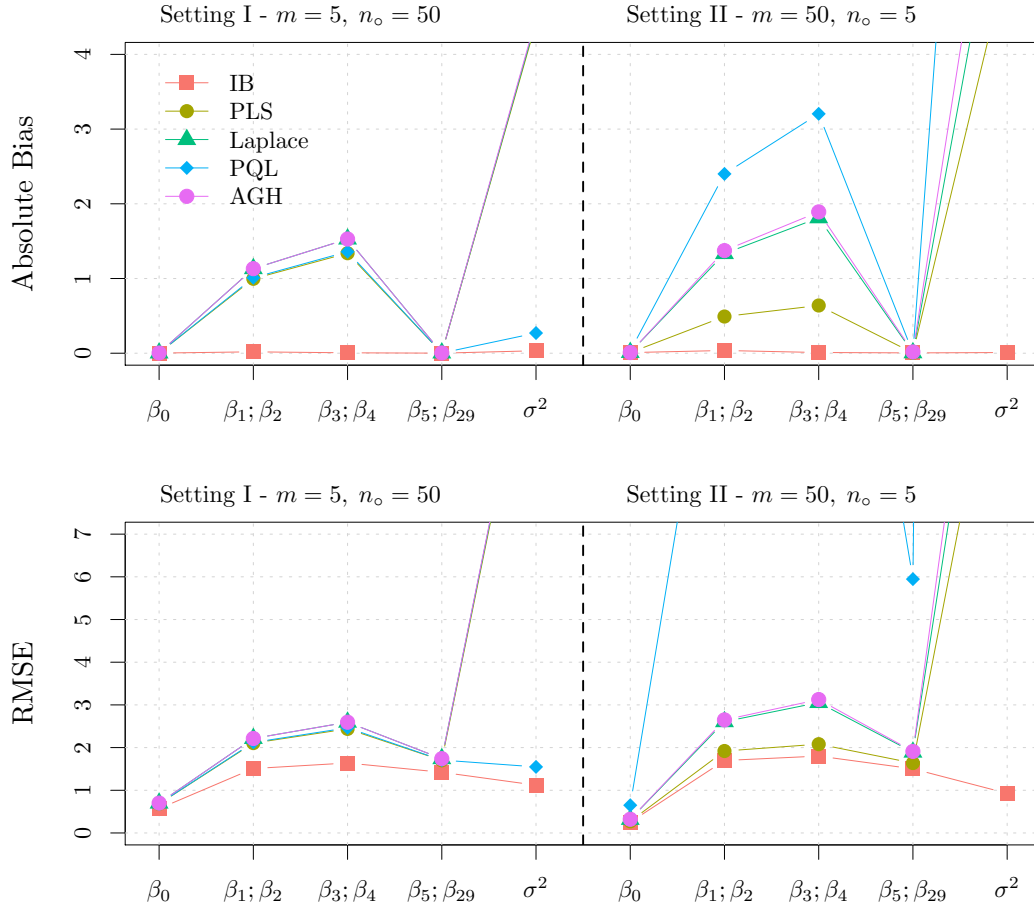 Setting I - m = 5, n∘ = 50
Setting II - m = 50, n∘ = 5
Absolute Bias
4
3
2
1
0
IB
PLS
Laplace
PQL
AGH
β₀ β₁; β₂ β₃; β₄ β₅; β₂₉ σ² β₀ β₁; β₂ β₃; β₄ β₅; β₂₉ σ²
Setting I - m = 5, n∘ = 50
Setting II - m = 50, n∘ = 5
RMSE
7
6
5
4
3
2
1
0
β₀ β₁; β₂ β₃; β₄ β₅; β₂₉ σ² β₀ β₁; β₂ β₃; β₄ β₅; β₂₉ σ²